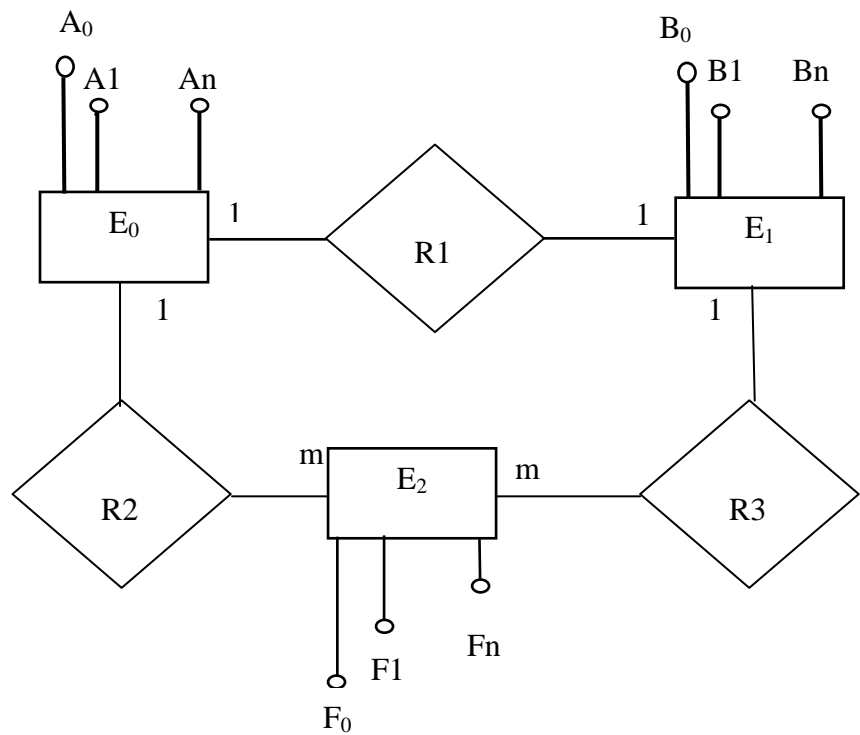 A₀
B₀
A1
An
B1
Bn
E₀
1
R1
1
E₁
1
1
m
E₂
m
R2
R3
Fn
F1
F₀